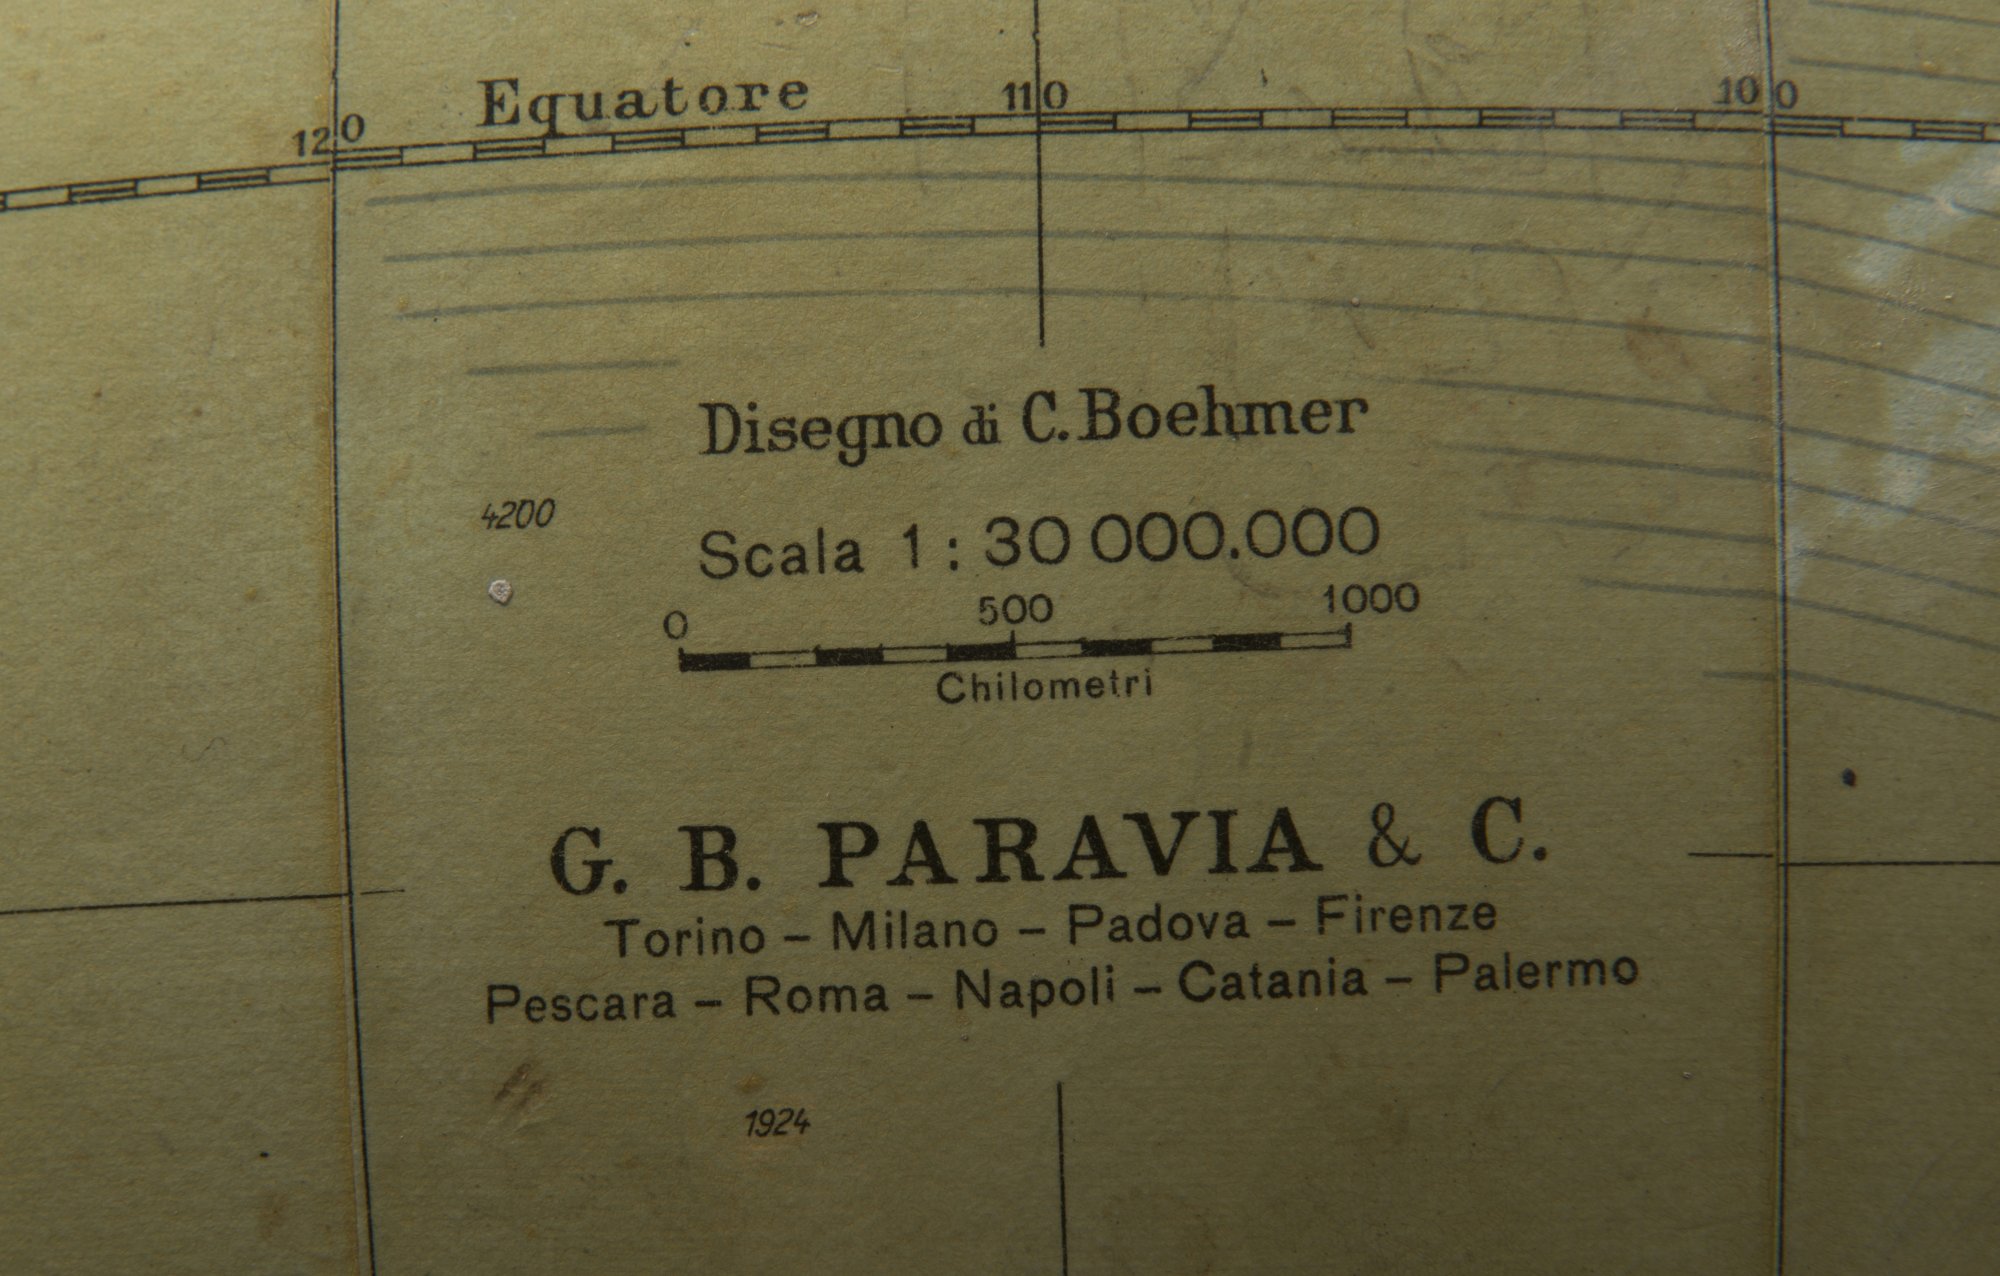 Equatore
120
110
100
Disegno di C. Boehmer
4200
Scala 1 : 30 000.000
0 500 1000
Chilometri
G. B. PARAVIA & C.
Torino – Milano – Padova – Firenze
Pescara – Roma – Napoli – Catania – Palermo
1924